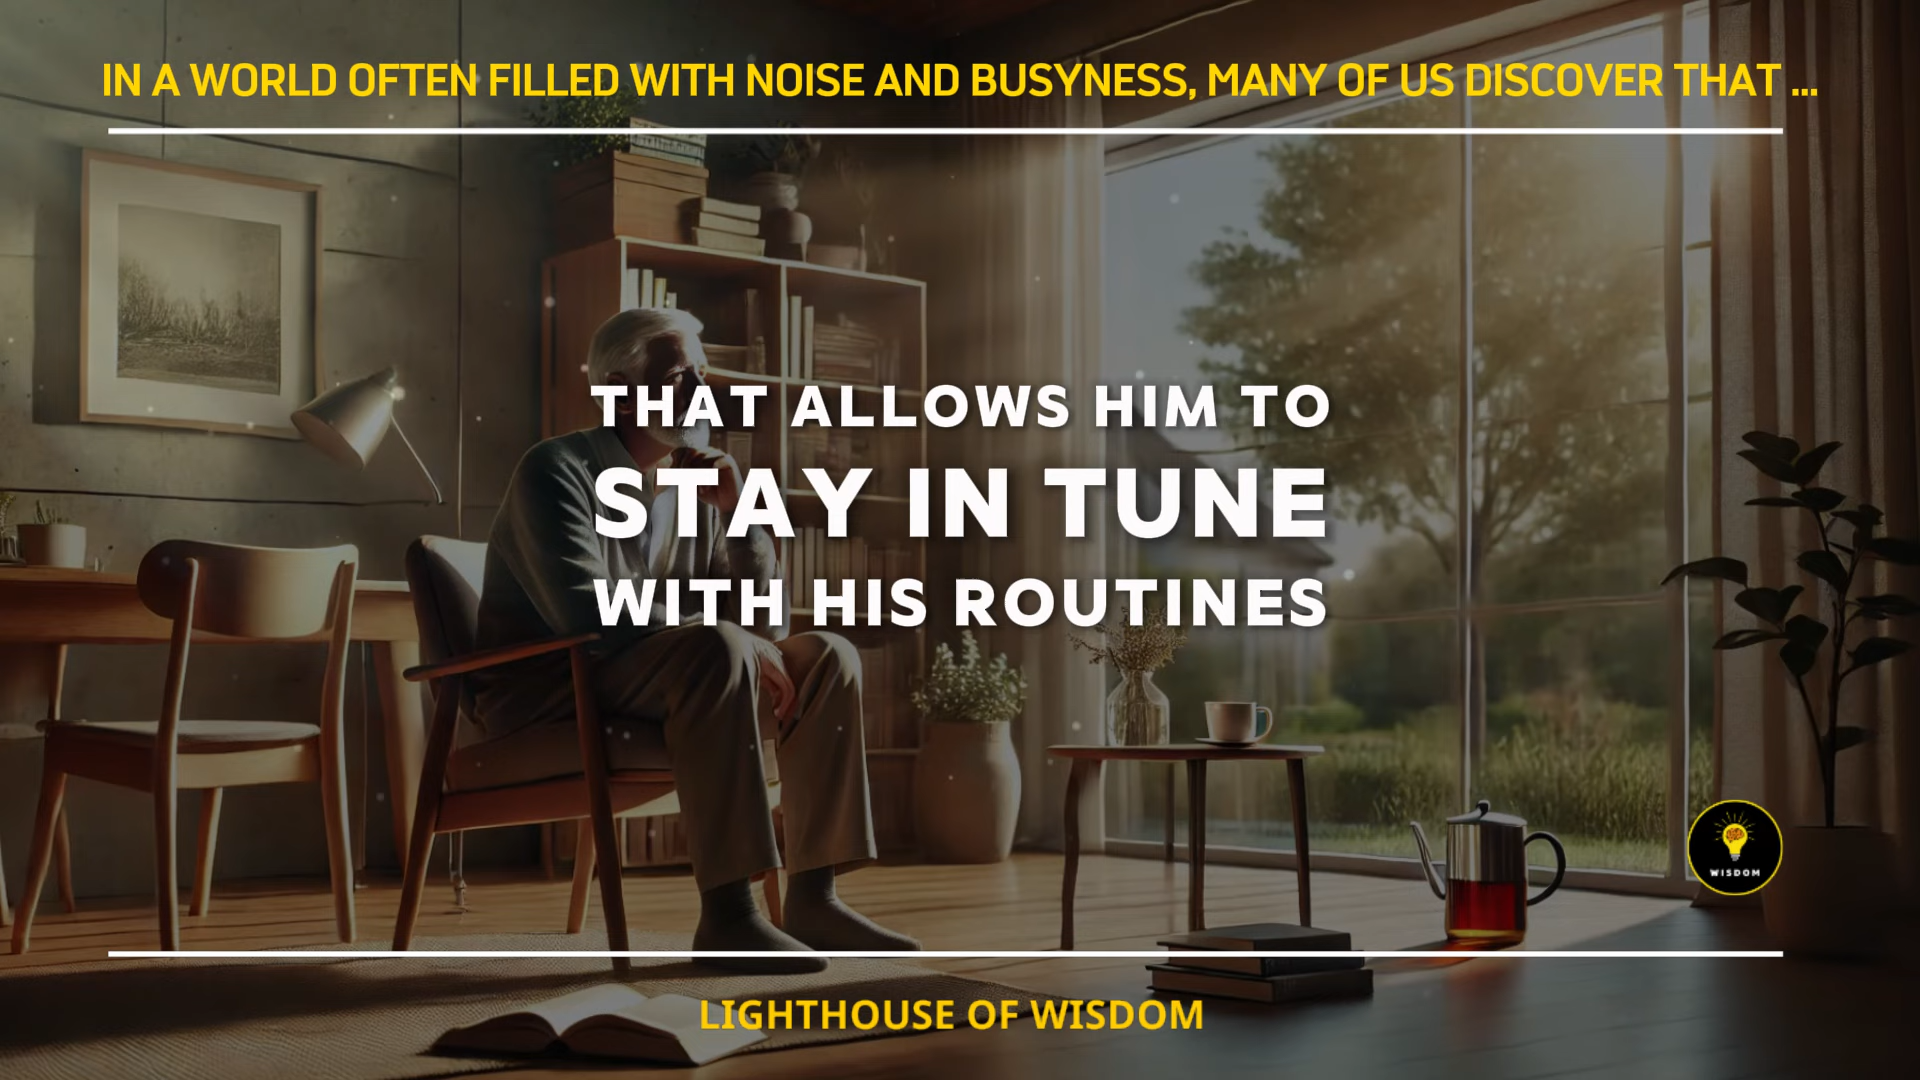 IN A WORLD OFTEN FILLED WITH NOISE AND BUSYNESS, MANY OF US DISCOVER THAT ...
THAT ALLOWS HIM TO
STAY IN TUNE
WITH HIS ROUTINES
WISDOM
LIGHTHOUSE OF WISDOM